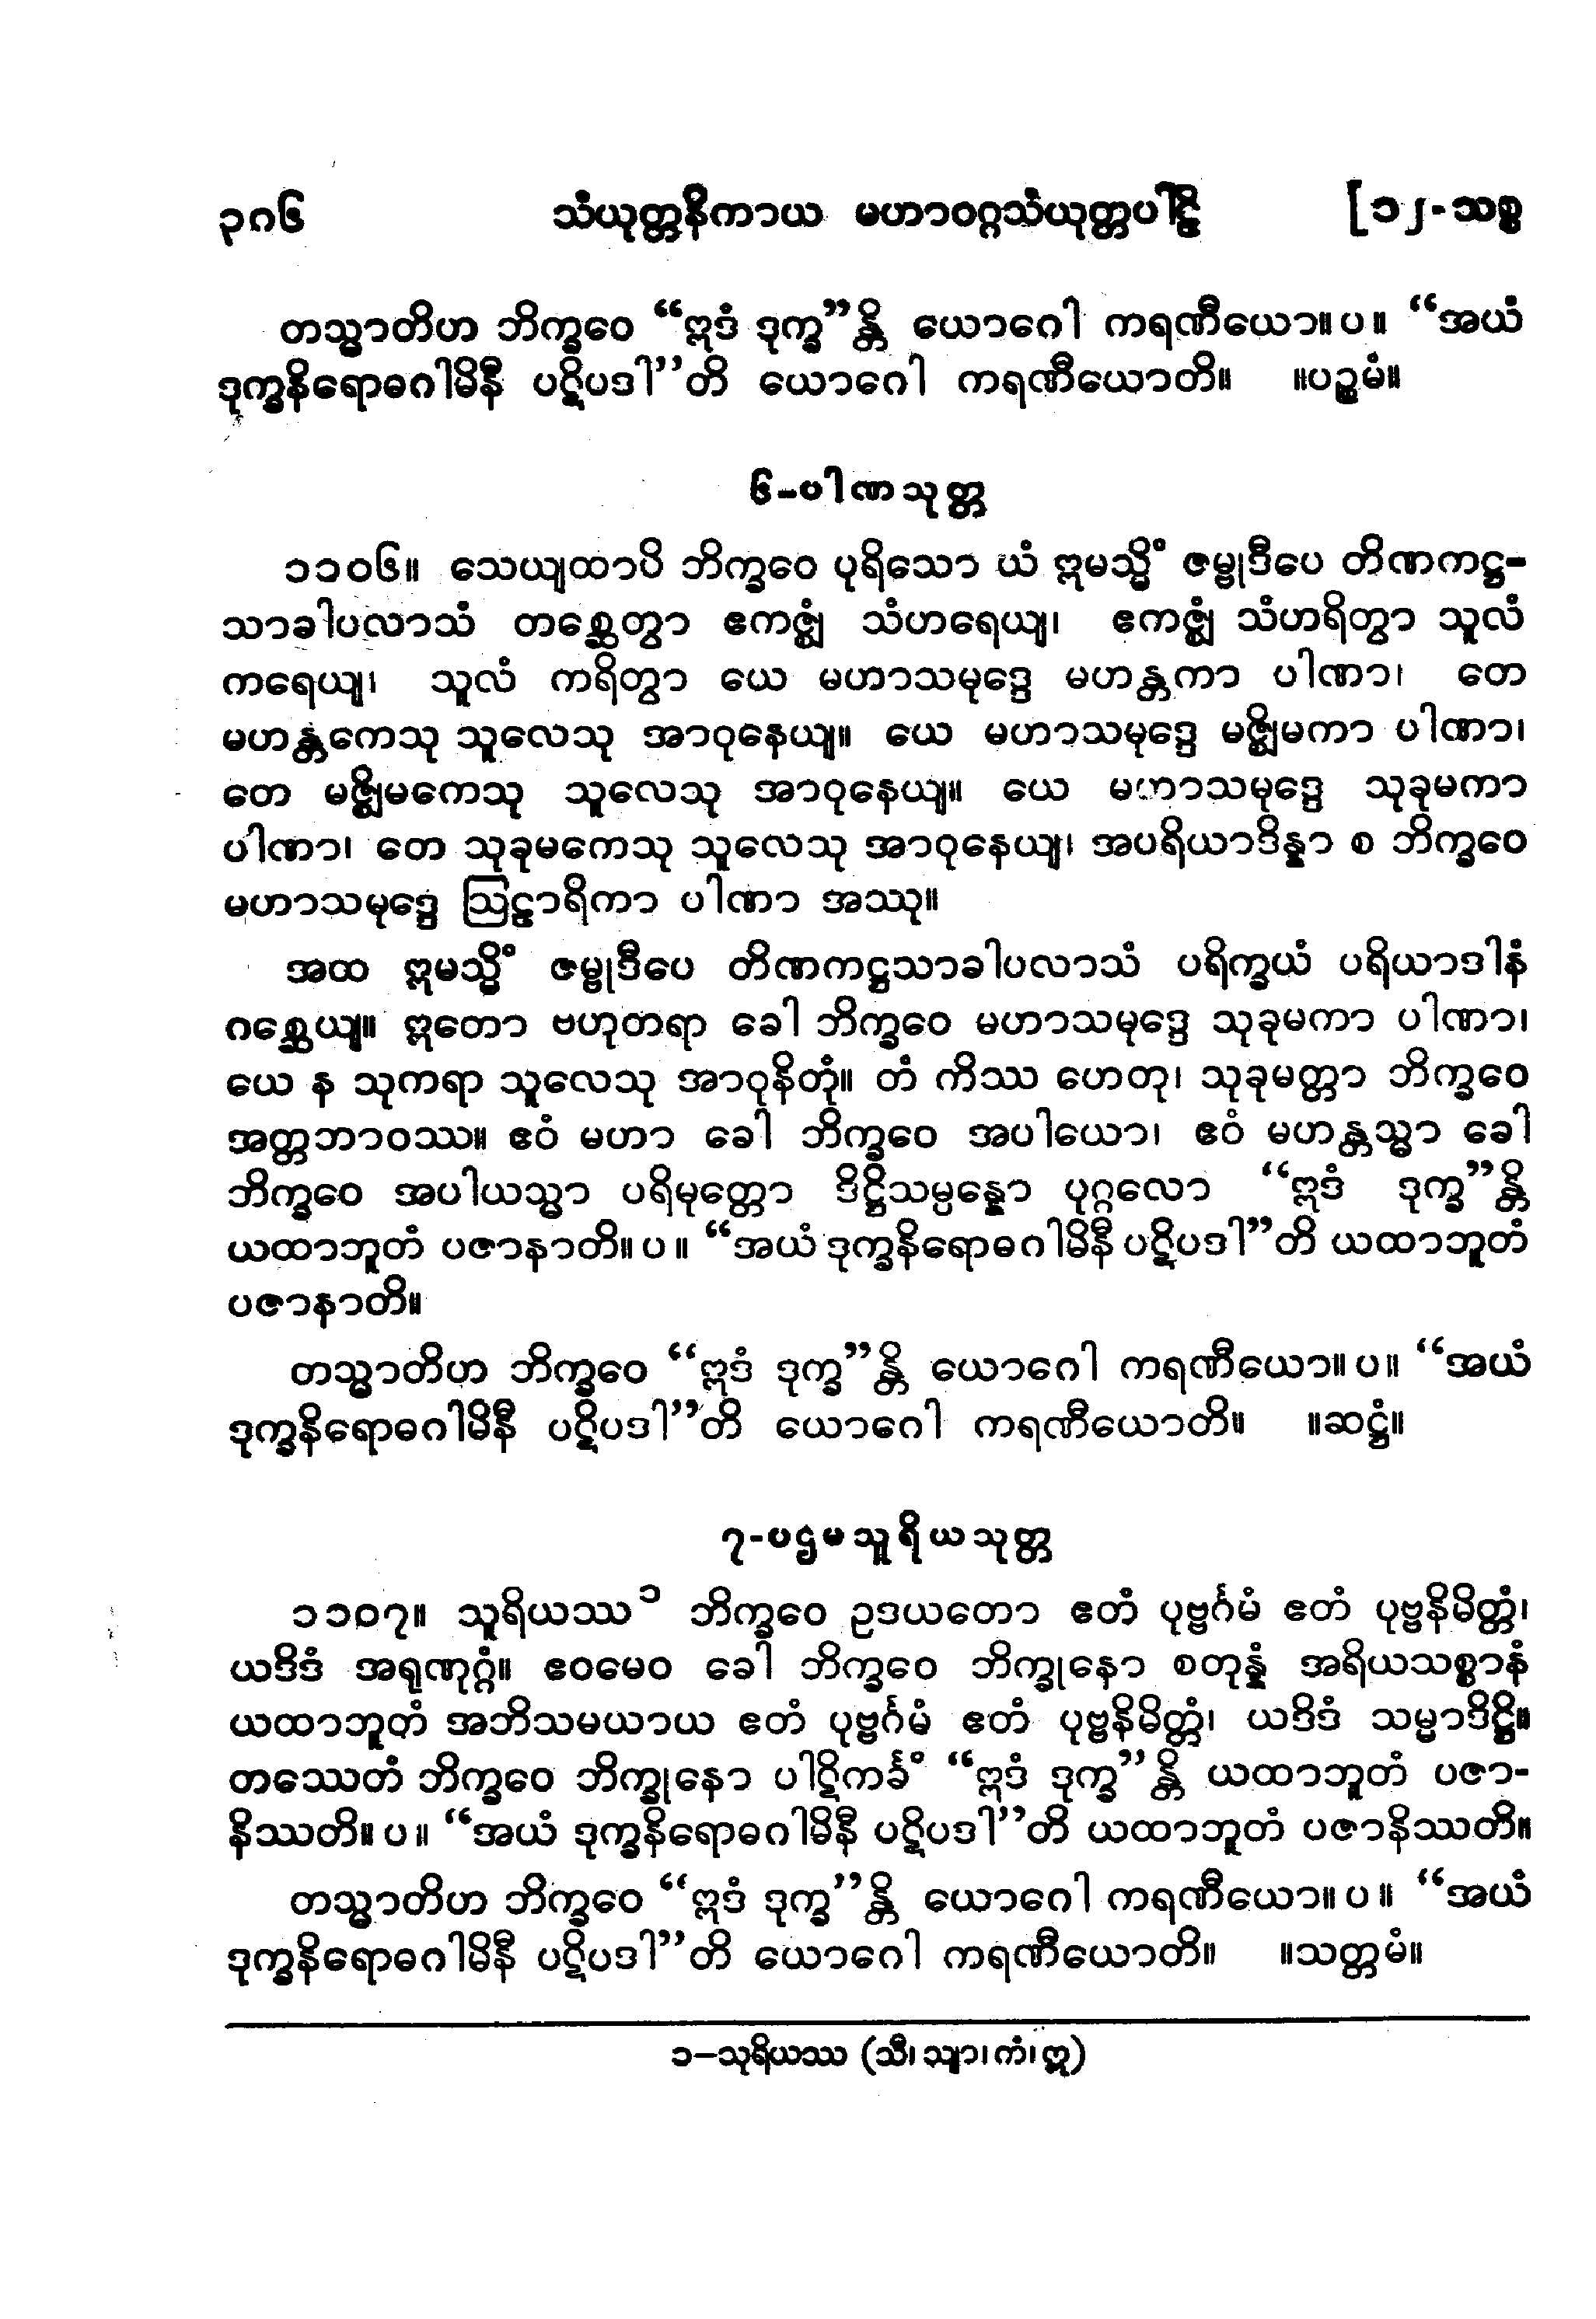 ၃၈၆ သံယုတ္တနိကာယ မဟာဝဂ္ဂသံယုတ္တပါဠိ [၁၂-သစ္စ
တသ္မာတိဟ ဘိက္ခဝေ “ဣဒံ ဒုက္ခ”န္တိ ယောဂေါ ကရဏီယော။ပ။ “အယံ
ဒုက္ခနိရောဓဂါမိနီ ပဋိပဒါ”တိ ယောဂေါ ကရဏီယောတိ။ ။ပဉ္စမံ။
၆-ပါဏသုတ္တ
၁၁၀၆။ သေယျထာပိ ဘိက္ခဝေ ပုရိသော ယံ ဣမသ္မိံ ဇမ္ဗုဒီပေ တိဏကဋ္ဌ-
သာခါပလာသံ တစ္ဆေတွာ ဧကဇ္ဈံ သံဟရေယျ၊ ဧကဇ္ဈံ သံဟရိတွာ သူလံ
ကရေယျ၊ သူလံ ကရိတွာ ယေ မဟာသမုဒ္ဒေ မဟန္တကာ ပါဏာ၊ တေ
မဟန္တကေသု သူလေသု အာဝုနေယျ။ ယေ မဟာသမုဒ္ဒေ မဇ္ဈိမကာ ပါဏာ၊
တေ မဇ္ဈိမကေသု သူလေသု အာဝုနေယျ။ ယေ မဟာသမုဒ္ဒေ သုခုမကာ
ပါဏာ၊ တေ သုခုမကေသု သူလေသု အာဝုနေယျ၊ အပရိယာဒိန္နာ စ ဘိက္ခဝေ
မဟာသမုဒ္ဒေ ဩဠာရိကာ ပါဏာ အဿု။
အထ ဣမသ္မိံ ဇမ္ဗုဒီပေ တိဏကဋ္ဌသာခါပလာသံ ပရိက္ခယံ ပရိယာဒါနံ
ဂစ္ဆေယျ။ ဣတော ဗဟုတရာ ခေါ ဘိက္ခဝေ မဟာသမုဒ္ဒေ သုခုမကာ ပါဏာ၊
ယေ န သုကရာ သူလေသု အာဝုနိတုံ။ တံ ကိဿ ဟေတု၊ သုခုမတ္တာ ဘိက္ခဝေ
အတ္တဘာဝဿ။ ဧဝံ မဟာ ခေါ ဘိက္ခဝေ အပါယော၊ ဧဝံ မဟန္တသ္မာ ခေါ
ဘိက္ခဝေ အပါယသ္မာ ပရိမုတ္တော ဒိဋ္ဌိသမ္ပန္နော ပုဂ္ဂလော “ဣဒံ ဒုက္ခ”န္တိ
ယထာဘူတံ ပဇာနာတိ။ပ။ “အယံ ဒုက္ခနိရောဓဂါမိနီ ပဋိပဒါ”တိ ယထာဘူတံ
ပဇာနာတိ။
တသ္မာတိဟ ဘိက္ခဝေ “ဣဒံ ဒုက္ခ”န္တိ ယောဂေါ ကရဏီယော။ပ။ “အယံ
ဒုက္ခနိရောဓဂါမိနီ ပဋိပဒါ”တိ ယောဂေါ ကရဏီယောတိ။ ။ဆဋ္ဌံ။
၇-ပဌမသူရိယသုတ္တ
၁၁၀၇။ သူရိယဿ၁ ဘိက္ခဝေ ဥဒယတော ဧတံ ပုဗ္ဗင်္ဂမံ ဧတံ ပုဗ္ဗနိမိတ္တံ၊
ယဒိဒံ အရုဏုဂ္ဂံ။ ဧဝမေဝ ခေါ ဘိက္ခဝေ ဘိက္ခုနော စတုန္နံ အရိယသစ္စာနံ
ယထာဘူတံ အဘိသမယာယ ဧတံ ပုဗ္ဗင်္ဂမံ ဧတံ ပုဗ္ဗနိမိတ္တံ၊ ယဒိဒံ သမ္မာဒိဋ္ဌိ။
တဿေတံ ဘိက္ခဝေ ဘိက္ခုနော ပါဋိကင်္ခံ “ဣဒံ ဒုက္ခ”န္တိ ယထာဘူတံ ပဇာ-
နိဿတိ။ပ။ “အယံ ဒုက္ခနိရောဓဂါမိနီ ပဋိပဒါ”တိ ယထာဘူတံ ပဇာနိဿတိ။
တသ္မာတိဟ ဘိက္ခဝေ “ဣဒံ ဒုက္ခ”န္တိ ယောဂေါ ကရဏီယော။ပ။ “အယံ
ဒုက္ခနိရောဓဂါမိနီ ပဋိပဒါ”တိ ယောဂေါ ကရဏီယောတိ။ ။သတ္တမံ။
၁–သုရိယဿ (သီ၊ သျာ၊ ကံ၊ ဣ)